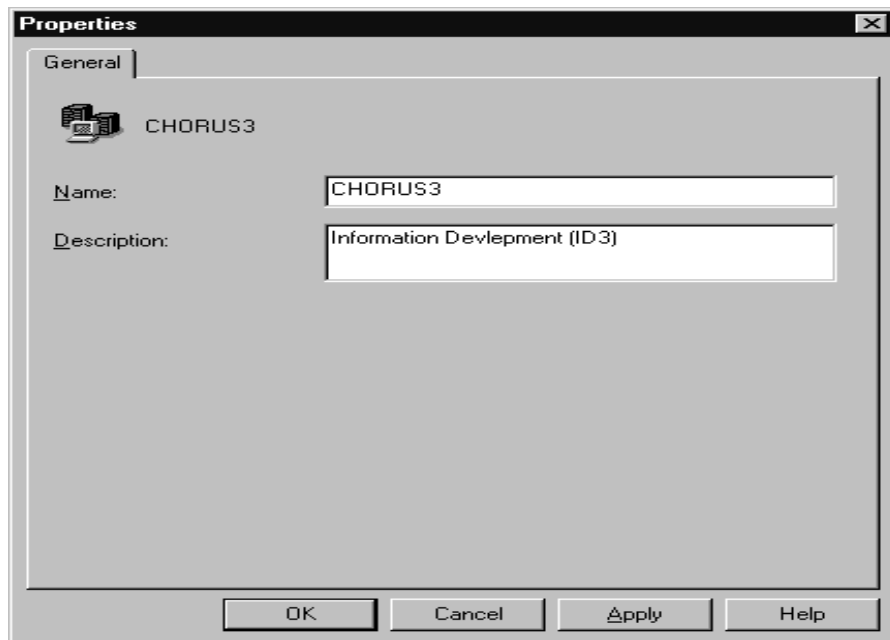 Properties
General
CHORUS3
Name: CHORUS3
Description: Information Devlepment (ID3)
OK Cancel Apply Help